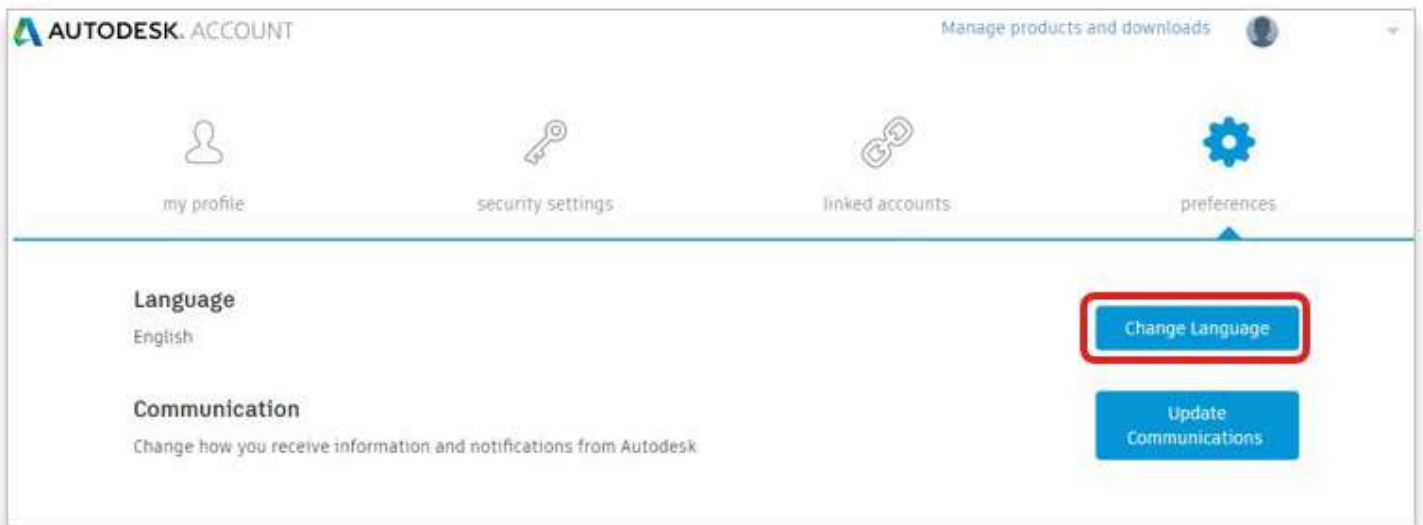 AUTODESK. ACCOUNT
Manage products and downloads
my profile
security settings
linked accounts
preferences
Language
English
Change Language
Communication
Change how you receive information and notifications from Autodesk
Update
Communications